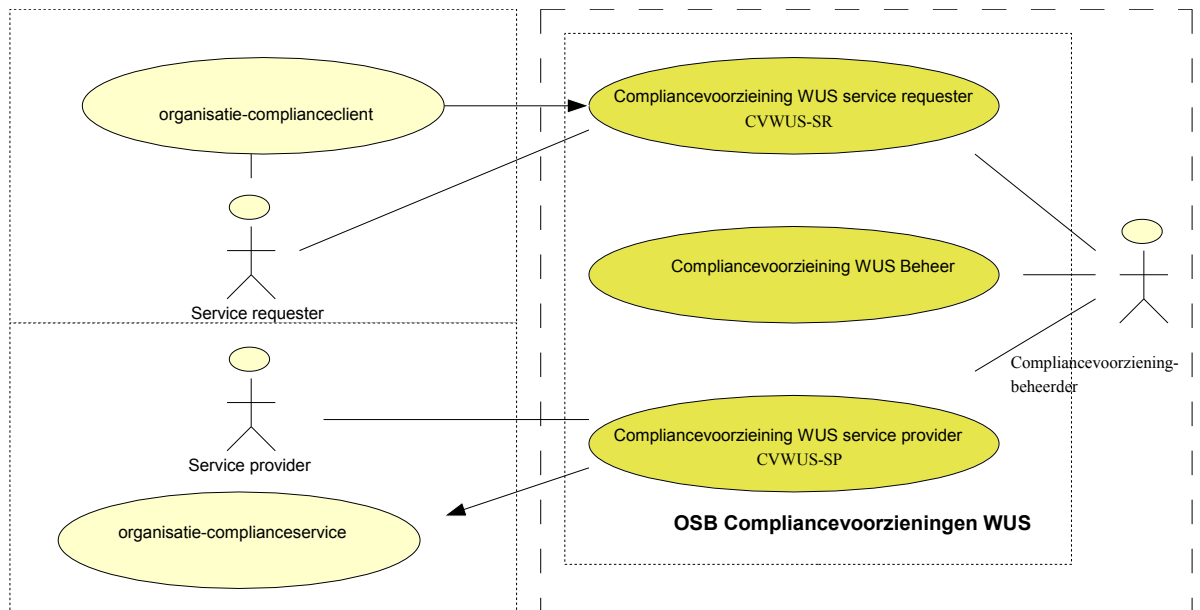 organisatie-complianceclient
Service requester
Service provider
organisatie-complianceservice
Compliancevoorzieining WUS service requester
CVWUS-SR
Compliancevoorzieining WUS Beheer
Compliancevoorzieining WUS service provider
CVWUS-SP
OSB Compliancevoorzieningen WUS
Compliancevoorziening-
beheerder